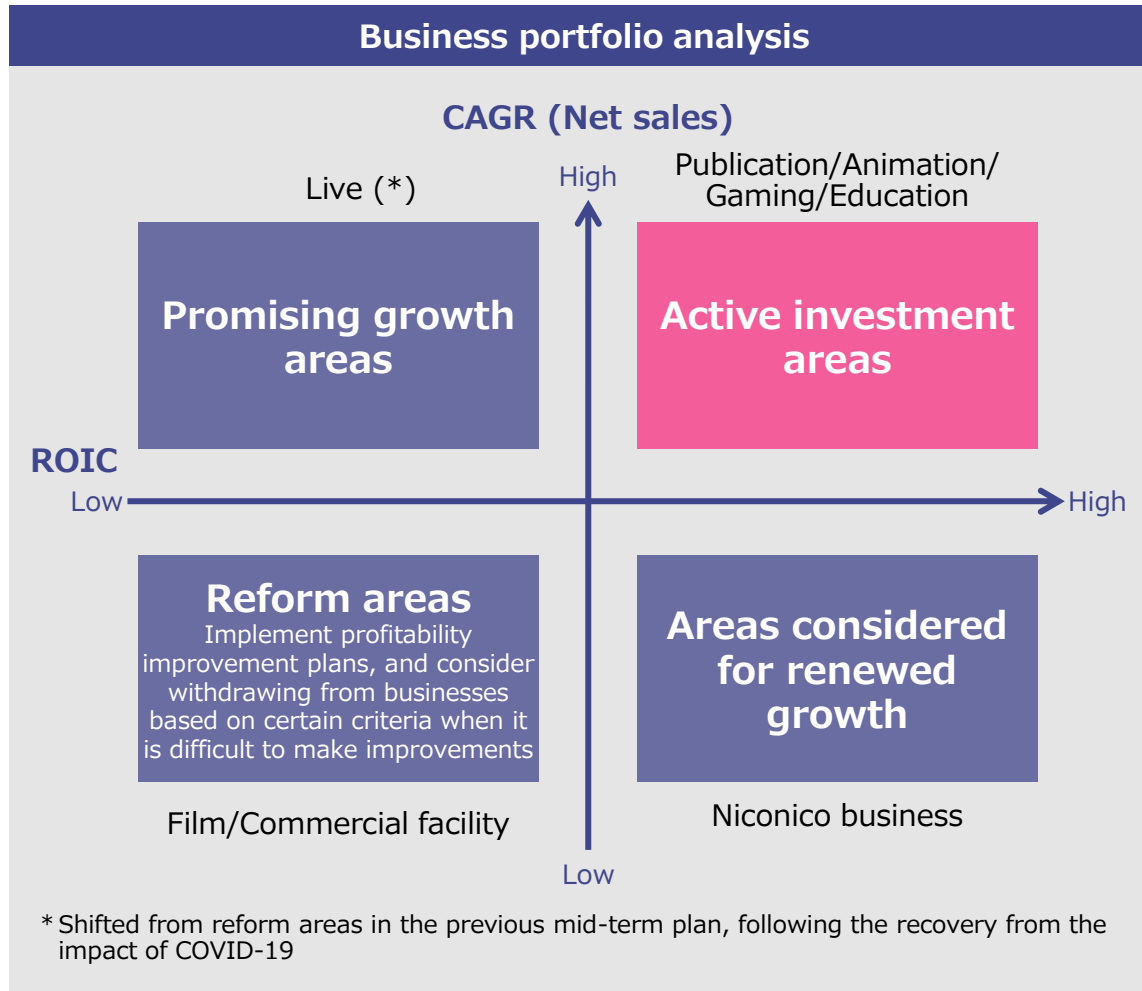 Business portfolio analysis
CAGR (Net sales)
Live (*)
High
Publication/Animation/
Gaming/Education
Promising growth
areas
Active investment
areas
ROIC
Low
High
Reform areas
Implement profitability
improvement plans, and consider
withdrawing from businesses
based on certain criteria when it
is difficult to make improvements
Areas considered
for renewed
growth
Film/Commercial facility
Niconico business
Low
* Shifted from reform areas in the previous mid-term plan, following the recovery from the
impact of COVID-19